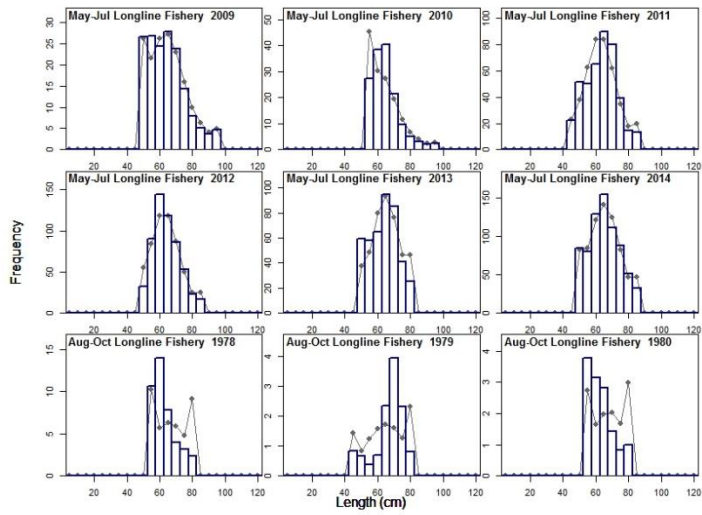 May-Jul Longline Fishery 2009
May-Jul Longline Fishery 2010
May-Jul Longline Fishery 2011
0 5 10 15 20 25 30
0 10 20 30 40 50
0 20 40 60 80 100
20 40 60 80 100 120
20 40 60 80 100 120
20 40 60 80 100 120
May-Jul Longline Fishery 2012
May-Jul Longline Fishery 2013
May-Jul Longline Fishery 2014
0 50 100 150
0 20 40 60 80 100
0 50 100 150
20 40 60 80 100 120
20 40 60 80 100 120
20 40 60 80 100 120
Aug-Oct Longline Fishery 1978
Aug-Oct Longline Fishery 1979
Aug-Oct Longline Fishery 1980
0 5 10 15
0 1 2 3 4
0 1 2 3 4
20 40 60 80 100 120
20 40 60 80 100 120
20 40 60 80 100 120
Frequency
Length (cm)